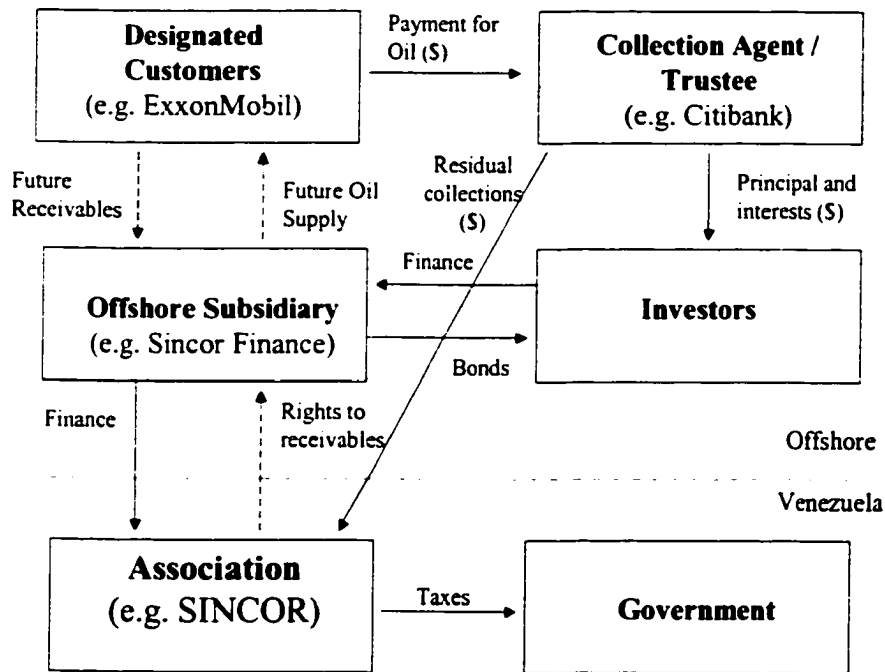 Designated
Customers
(e.g. ExxonMobil)
Payment for
Oil ($)
Collection Agent /
Trustee
(e.g. Citibank)
Future
Receivables
Future Oil
Supply
Residual
collections
($)
Principal and
interests ($)
Offshore Subsidiary
(e.g. Sincor Finance)
Finance
Bonds
Investors
Finance
Rights to
receivables
Offshore
Venezuela
Association
(e.g. SINCOR)
Taxes
Government